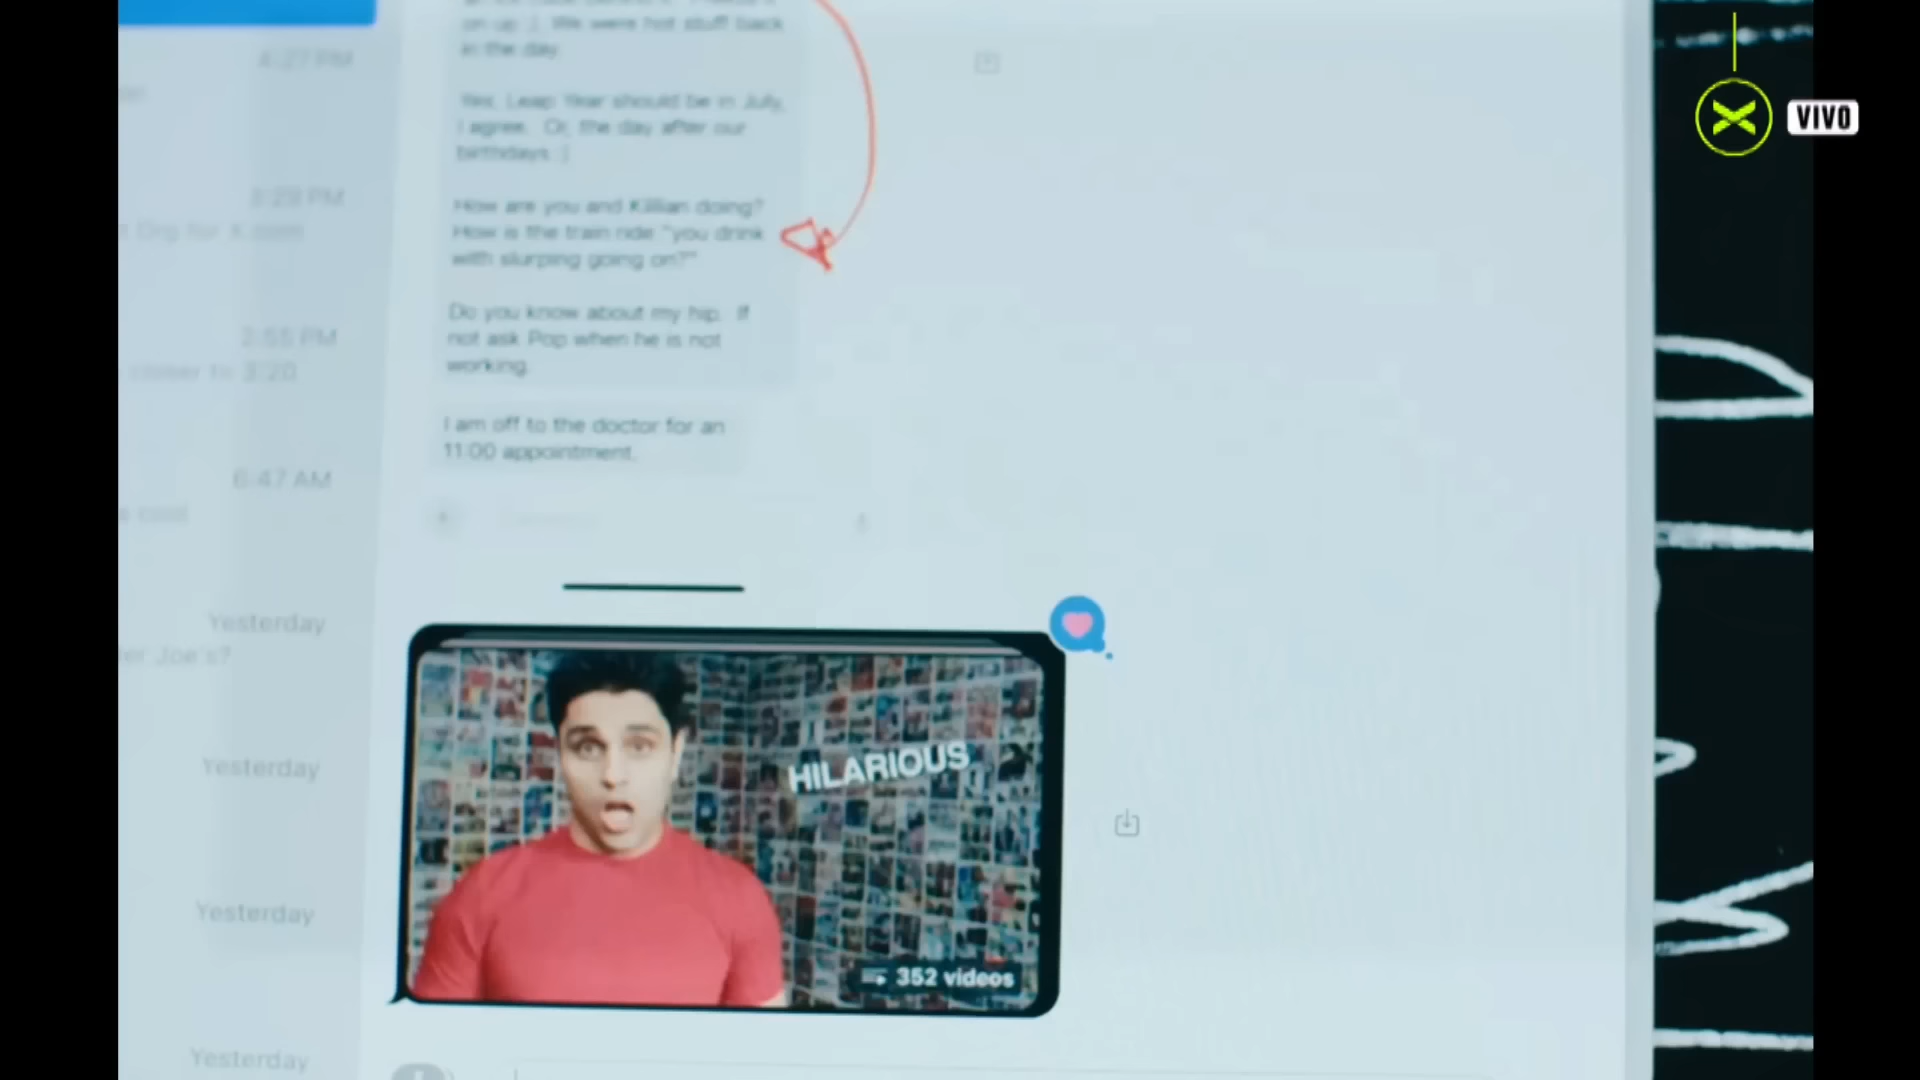 on up ;). We were hot stuff back
in the day.
Yes, Leap Year should be in July,
I agree. Or, the day after our
birthdays :)
How are you and Killian doing?
How is the train ride "you drink
with slurping going on?"
Do you know about my hip. If
not ask Pop when he is not
working.
I am off to the doctor for an
11:00 appointment.
4:27 PM
3:29 PM
closer to 3:20
6:47 AM
Yesterday
Joe's?
Yesterday
Yesterday
Yesterday
HILARIOUS
352 videos
VIVO